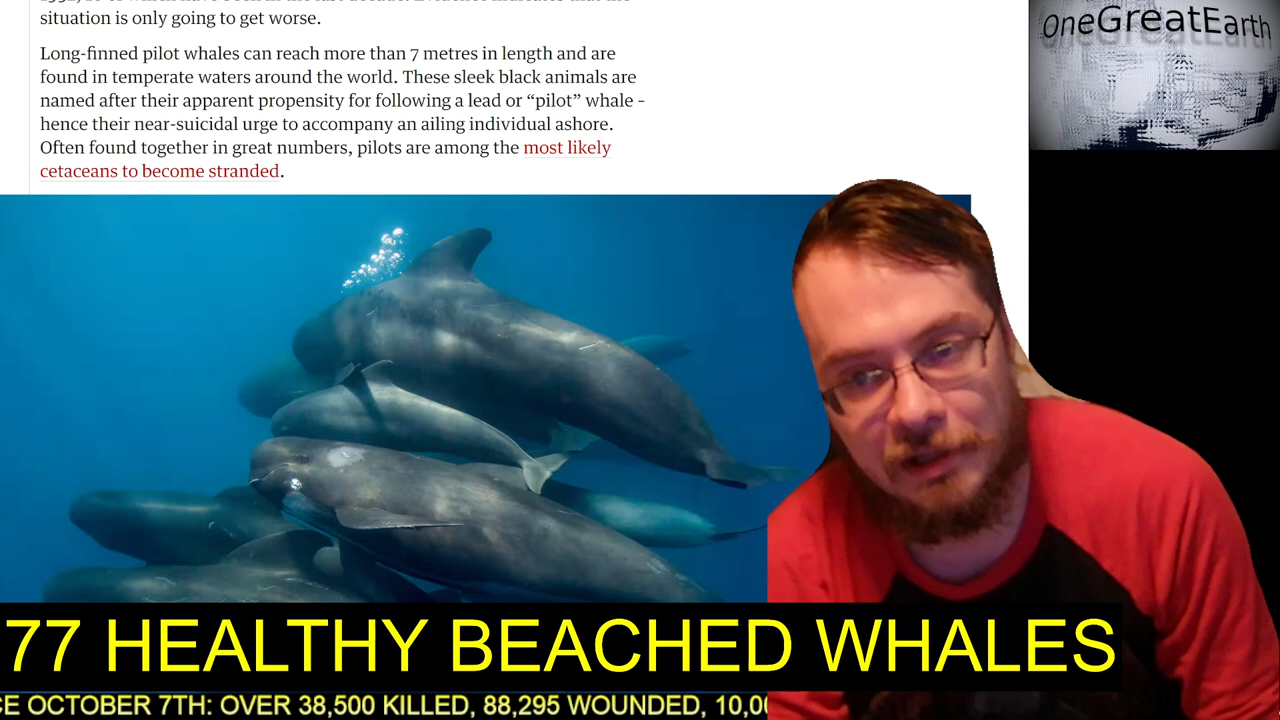 situation is only going to get worse.
Long-finned pilot whales can reach more than 7 metres in length and are
found in temperate waters around the world. These sleek black animals are
named after their apparent propensity for following a lead or “pilot” whale –
hence their near-suicidal urge to accompany an ailing individual ashore.
Often found together in great numbers, pilots are among the most likely
cetaceans to become stranded.
OneGreatEarth
77 HEALTHY BEACHED WHALES
CE OCTOBER 7TH: OVER 38,500 KILLED, 88,295 WOUNDED, 10,00